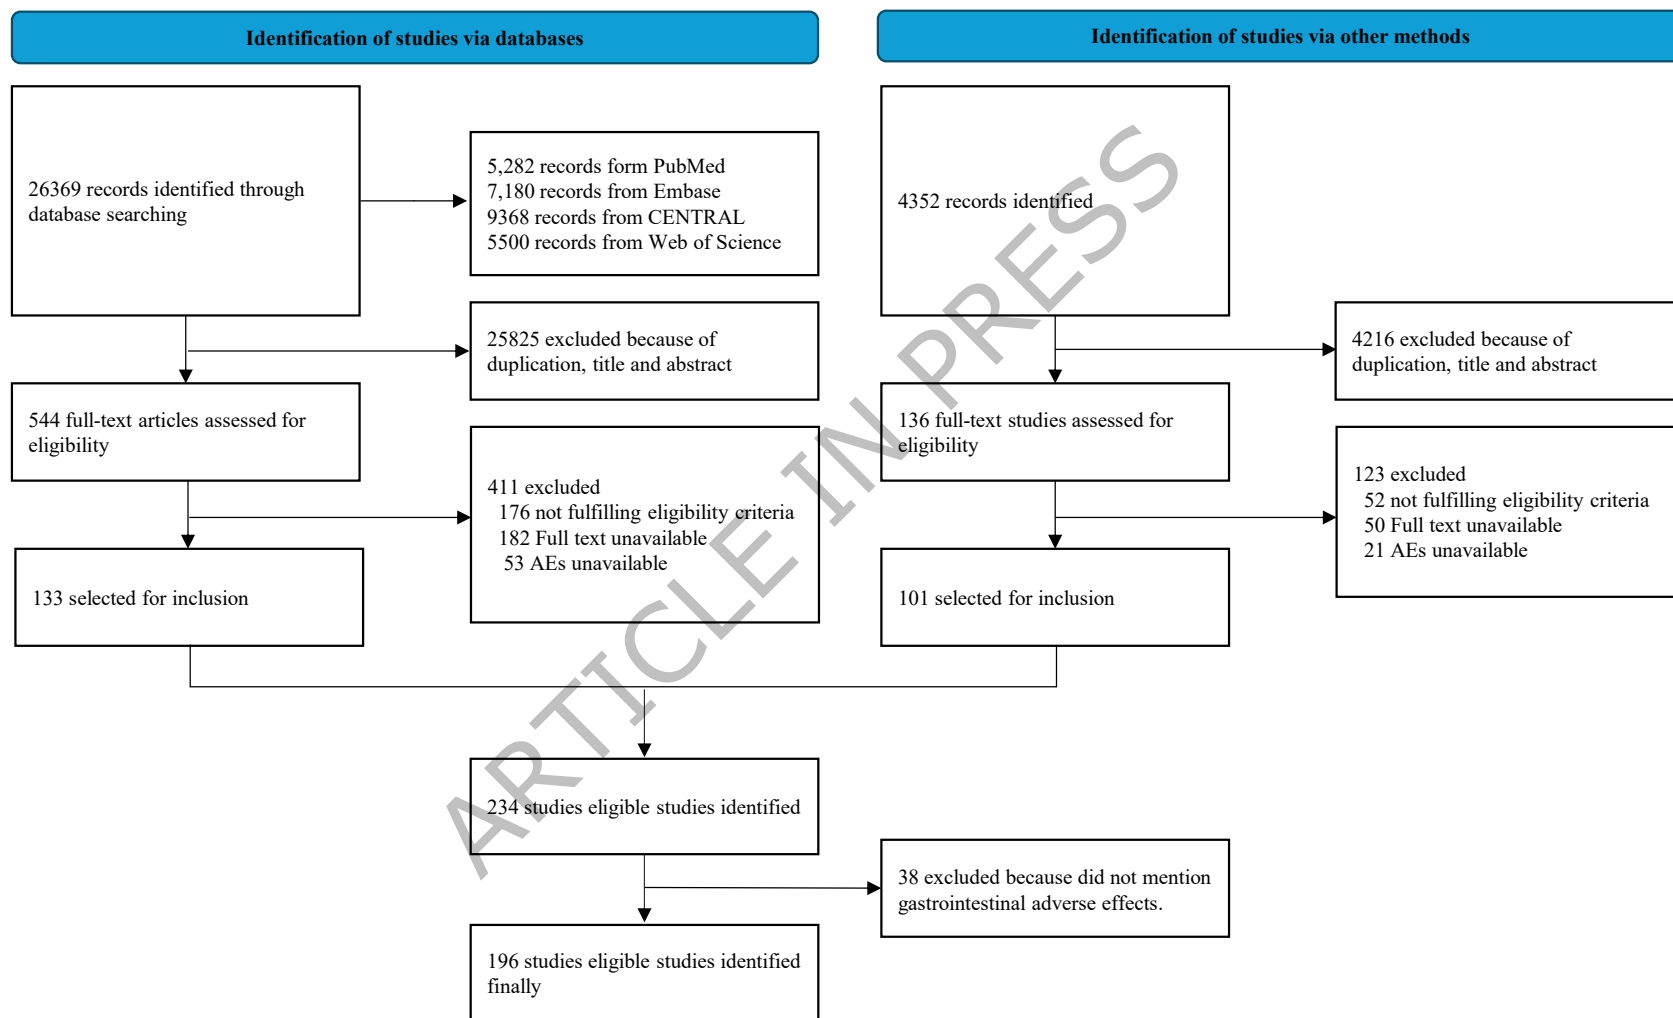 Identification of studies via databases
Identification of studies via other methods
26369 records identified through
database searching
5,282 records form PubMed
7,180 records from Embase
9368 records from CENTRAL
5500 records from Web of Science
4352 records identified
25825 excluded because of
duplication, title and abstract
4216 excluded because of
duplication, title and abstract
544 full-text articles assessed for
eligibility
136 full-text studies assessed for
eligibility
411 excluded
176 not fulfilling eligibility criteria
182 Full text unavailable
53 AEs unavailable
123 excluded
52 not fulfilling eligibility criteria
50 Full text unavailable
21 AEs unavailable
133 selected for inclusion
101 selected for inclusion
234 studies eligible studies identified
38 excluded because did not mention
gastrointestinal adverse effects.
196 studies eligible studies identified
finally
ARTICLE IN PRESS